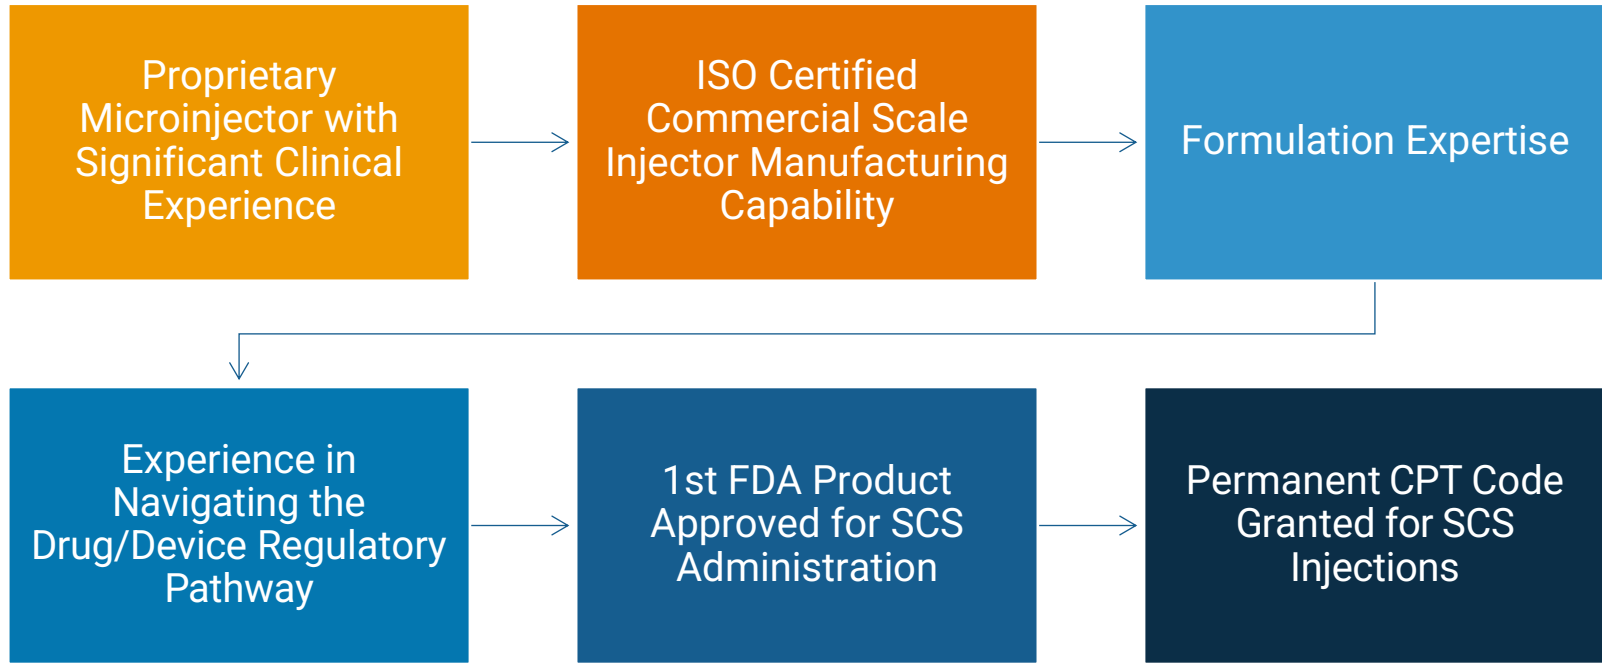 Proprietary
Microinjector with
Significant Clinical
Experience
ISO Certified
Commercial Scale
Injector Manufacturing
Capability
Formulation Expertise
Experience in
Navigating the
Drug/Device Regulatory
Pathway
1st FDA Product
Approved for SCS
Administration
Permanent CPT Code
Granted for SCS
Injections